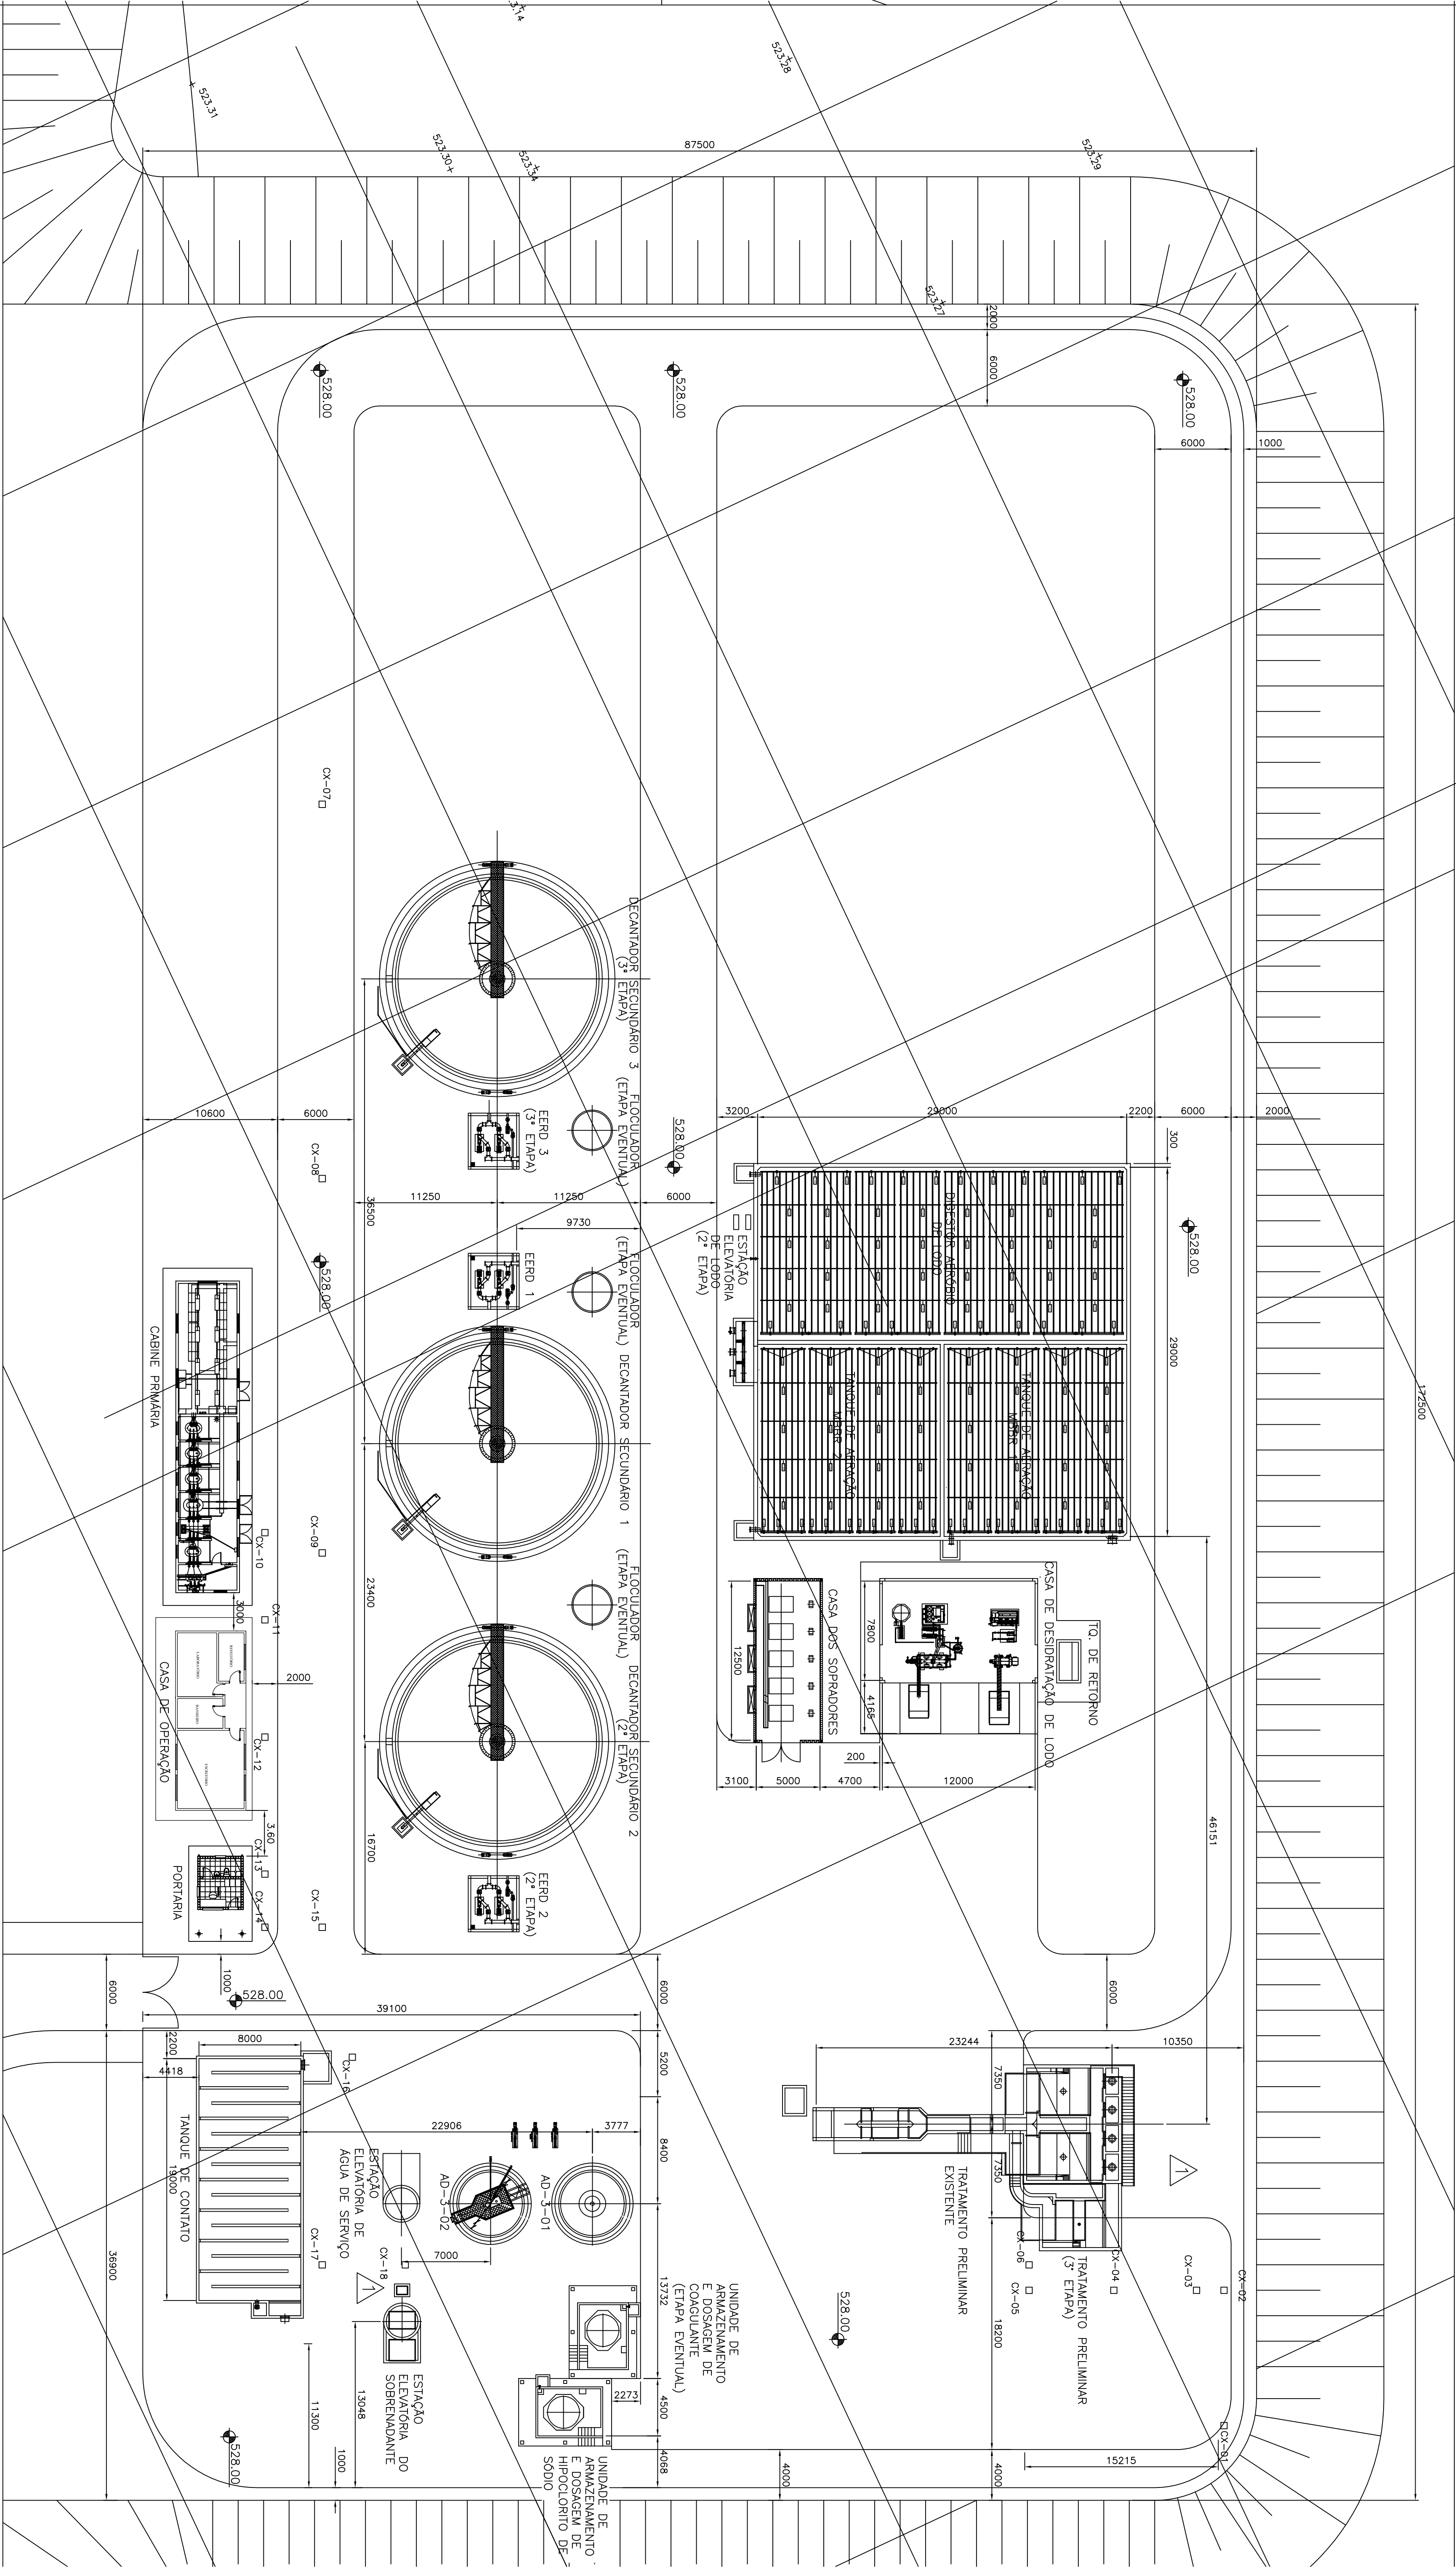 523.14
523.28
523.31
523.30
523.34
523.29
87500
523.27
2000
6000
528.00
528.00
528.00
6000
1000
CX-07
DECANTADOR SECUNDÁRIO 3
(3ª ETAPA)
FLOCULADOR
(ETAPA EVENTUAL)
EERD 3
(3ª ETAPA)
528.00
10600
6000
3200
29000
2200
6000
2000
300
CX-08
11250
11250
6000
36500
9730
528.00
528.00
EERD 1
FLOCULADOR
(ETAPA EVENTUAL)
DECANTADOR SECUNDÁRIO 1
ESTAÇÃO
ELEVATÓRIA
DE LODO
(2ª ETAPA)
DIGESTOR AERÓBIO
DE LODO
29000
172500
TANQUE DE AERAÇÃO
MBBR 2
TANQUE DE AERAÇÃO
MBBR 1
CABINE PRIMÁRIA
CX-09
CX-10
CX-11
3000
23400
FLOCULADOR
(ETAPA EVENTUAL)
DECANTADOR SECUNDÁRIO 2
(2ª ETAPA)
CASA DOS SOPRADORES
12500
7800
4165
CASA DE DESIDRATAÇÃO DE LODO
TQ. DE RETORNO
200
3100
5000
4700
12000
46151
2000
CASA DE OPERAÇÃO
LABORATÓRIO
BANHEIRO
ESCRITÓRIO
CX-12
3.60
CX-13
CX-14
PORTARIA
CX-15
16700
EERD 2
(2ª ETAPA)
6000
1000
528.00
39100
6000
6000
2200
8000
4418
CX-16
TANQUE DE CONTATO
19000
36900
5200
8400
22906
3777
AD-3-01
AD-3-02
ESTAÇÃO
ELEVATÓRIA DE
ÁGUA DE SERVIÇO
7000
CX-17
CX-18
1
13732
23244
10350
7350
7350
TRATAMENTO PRELIMINAR
EXISTENTE
1
CX-06
CX-05
CX-04
CX-03
CX-02
TRATAMENTO PRELIMINAR
(3ª ETAPA)
18200
528.00
UNIDADE DE
ARMAZENAMENTO
E DOSAGEM DE
COAGULANTE
(ETAPA EVENTUAL)
2273
4500
4068
ESTAÇÃO
ELEVATÓRIA DO
SOBRENADANTE
13048
11300
1000
528.00
UNIDADE DE
ARMAZENAMENTO
E DOSAGEM DE
HIPOCLORITO DE
SÓDIO
4000
4000
15215
CX-01